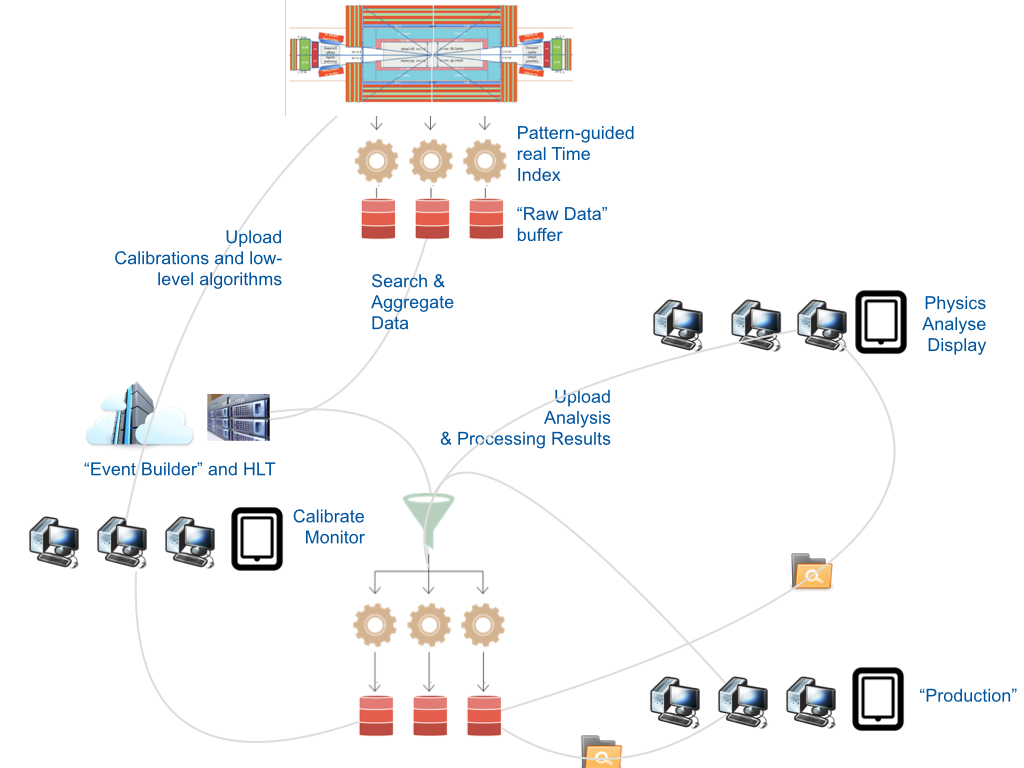 Pattern-guided
real Time
Index
“Raw Data”
buffer
Upload
Calibrations and low-
level algorithms
Search &
Aggregate
Data
Physics
Analyse
Display
Upload
Analysis
& Processing Results
“Event Builder” and HLT
Calibrate
Monitor
“Production”